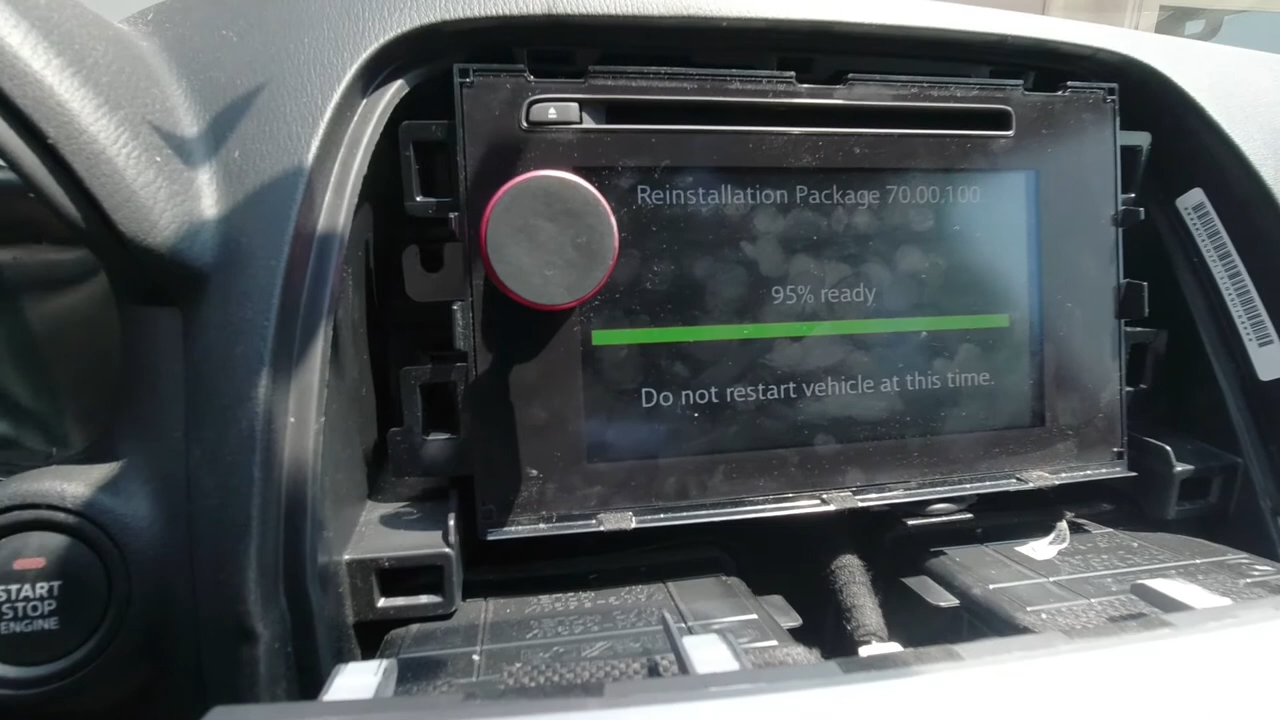 Reinstallation Package 70.00.100
95% ready
Do not restart vehicle at this time.
START
STOP
ENGINE